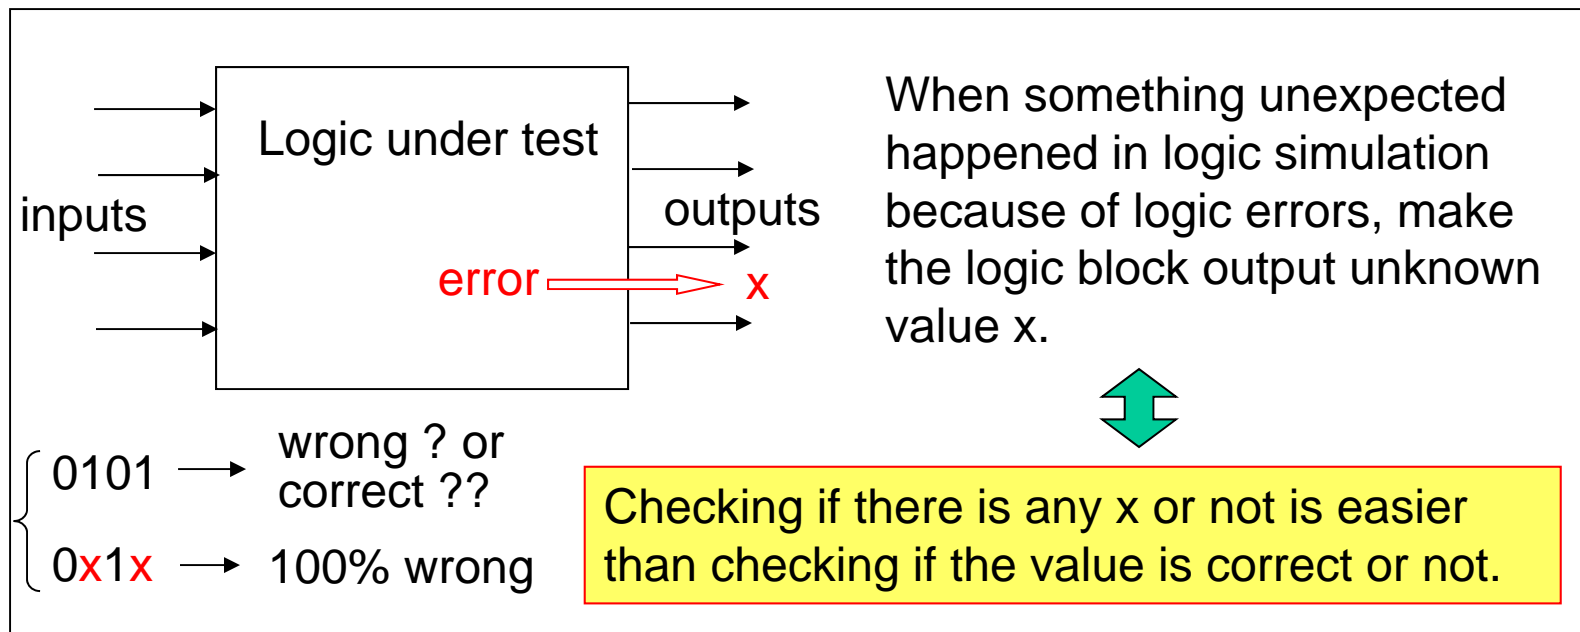 Logic under test
inputs
outputs
error
x
When something unexpected
happened in logic simulation
because of logic errors, make
the logic block output unknown
value x.
0101
wrong ? or
correct ??
0x1x
100% wrong
Checking if there is any x or not is easier
than checking if the value is correct or not.